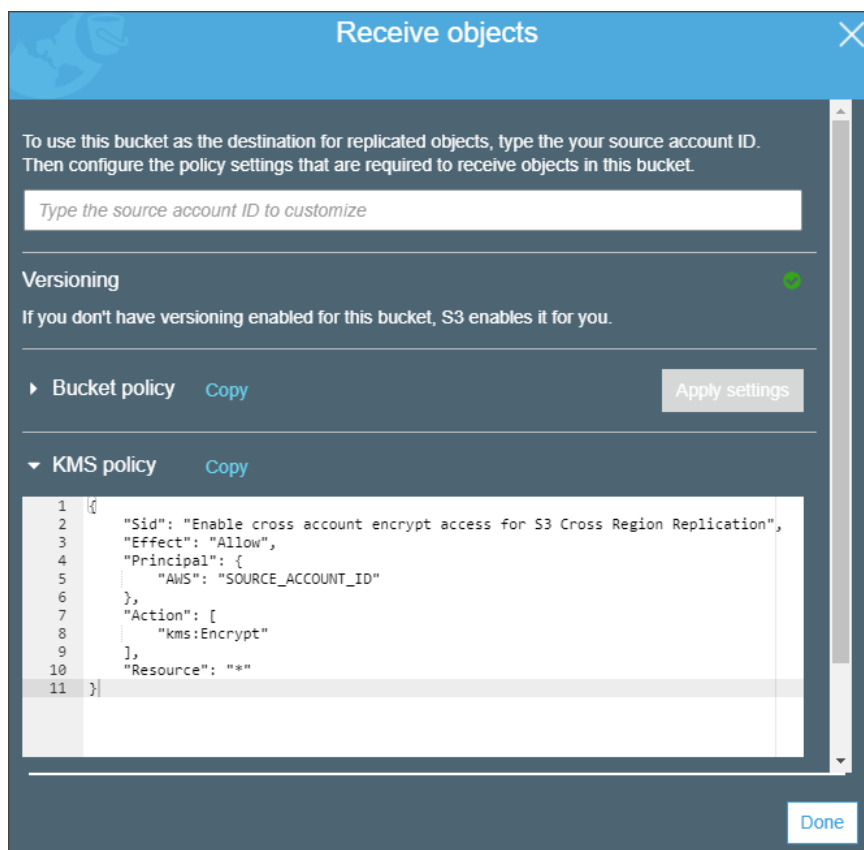 Receive objects
To use this bucket as the destination for replicated objects, type the your source account ID.
Then configure the policy settings that are required to receive objects in this bucket.
Type the source account ID to customize
Versioning
If you don't have versioning enabled for this bucket, S3 enables it for you.
Bucket policy Copy Apply settings
KMS policy Copy
1 {
2 "Sid": "Enable cross account encrypt access for S3 Cross Region Replication",
3 "Effect": "Allow",
4 "Principal": {
5 "AWS": "SOURCE_ACCOUNT_ID"
6 },
7 "Action": [
8 "kms:Encrypt"
9 ],
10 "Resource": "*"
11 }
Done